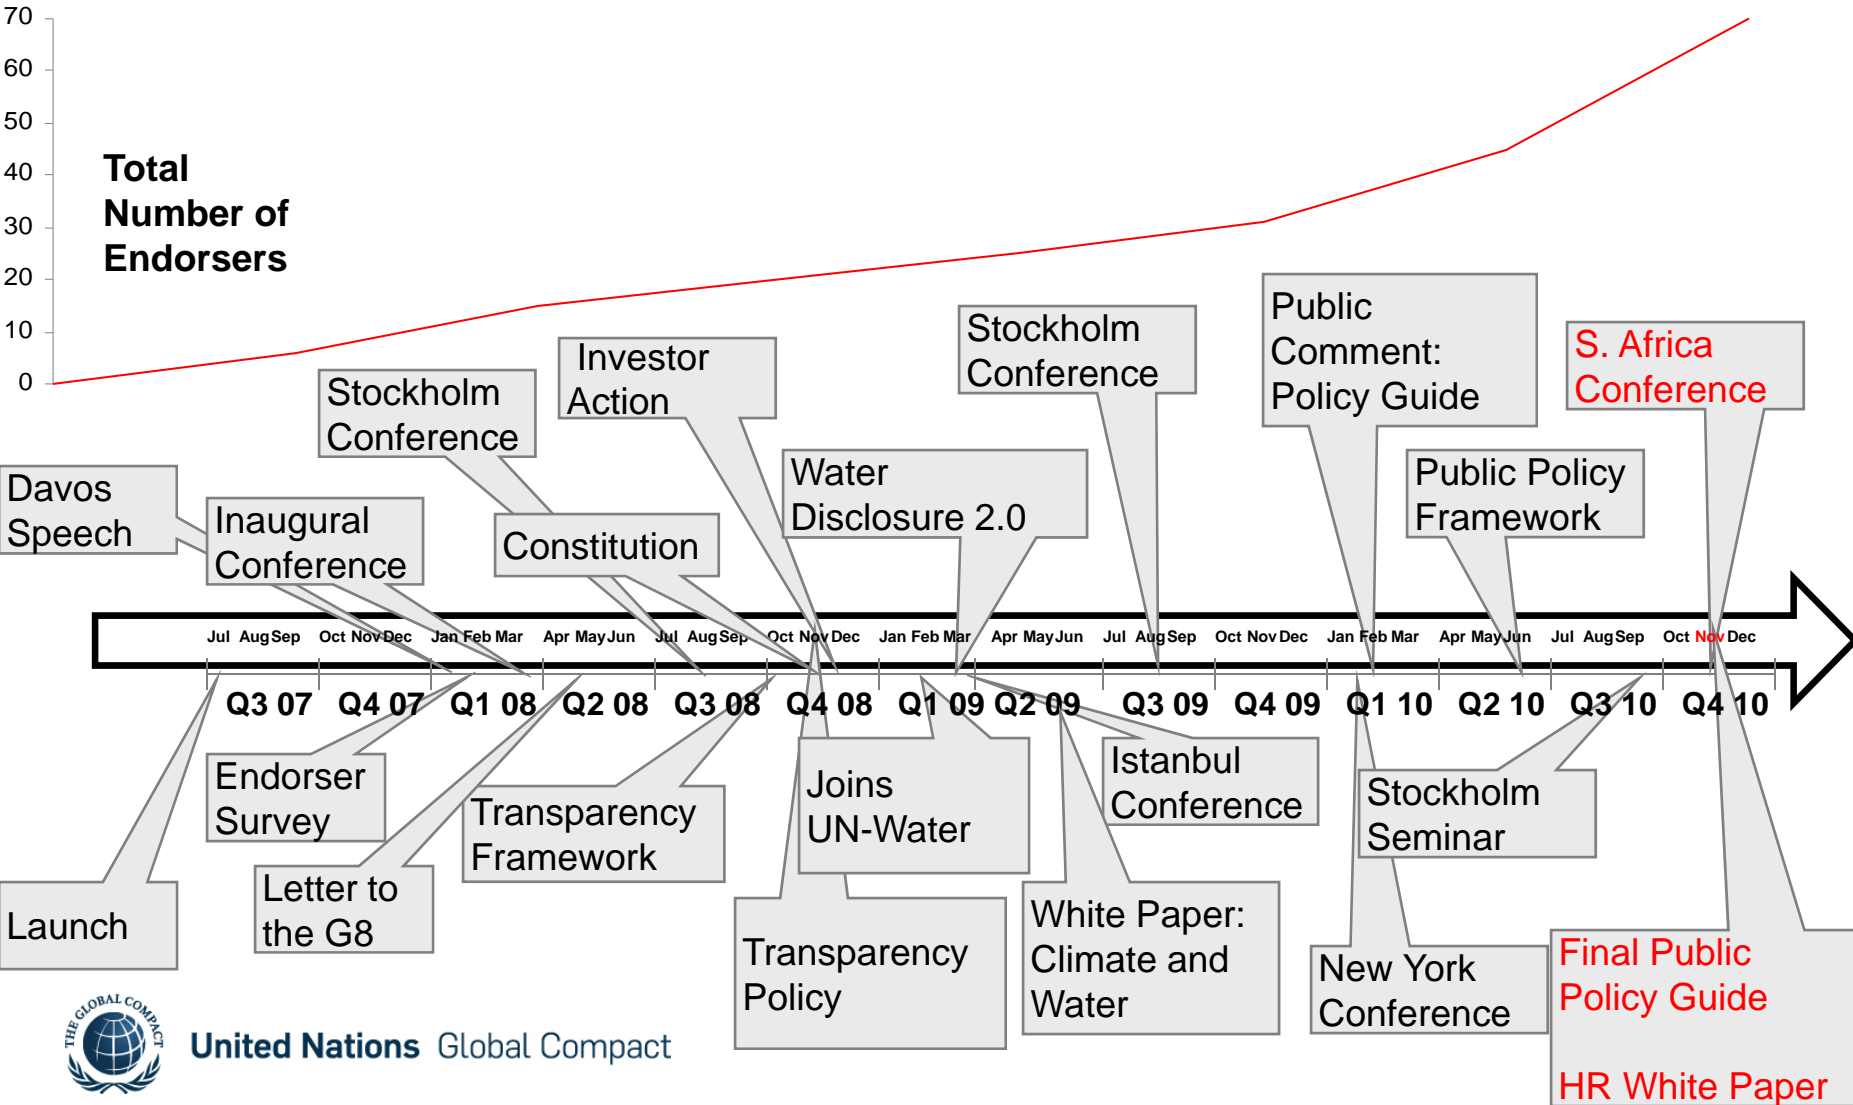 70
60
50
40
30
20
10
0
Total
Number of
Endorsers
Davos
Speech
Inaugural
Conference
Stockholm
Conference
Constitution
Investor
Action
Water
Disclosure 2.0
Stockholm
Conference
Public
Comment:
Policy Guide
Public Policy
Framework
S. Africa
Conference
Jul Aug Sep Oct Nov Dec Jan Feb Mar Apr May Jun Jul Aug Sep Oct Nov Dec Jan Feb Mar Apr May Jun Jul Aug Sep Oct Nov Dec Jan Feb Mar Apr May Jun Jul Aug Sep Oct Nov Dec
Q3 07 Q4 07 Q1 08 Q2 08 Q3 08 Q4 08 Q1 09 Q2 09 Q3 09 Q4 09 Q1 10 Q2 10 Q3 10 Q4 10
Launch
Endorser
Survey
Letter to
the G8
Transparency
Framework
Transparency
Policy
Joins
UN-Water
White Paper:
Climate and
Water
Istanbul
Conference
New York
Conference
Stockholm
Seminar
Final Public
Policy Guide
HR White Paper
THE GLOBAL COMPACT
United Nations Global Compact